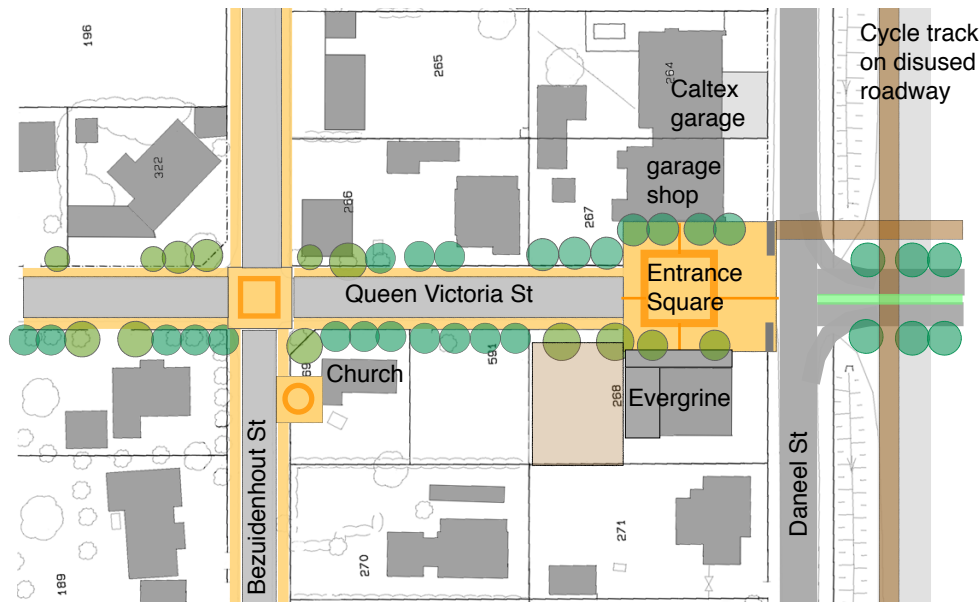 196
265
264
Cycle track
on disused
roadway
Caltex
garage
322
garage
shop
266
267
Entrance
Square
Queen Victoria St
Church
69
591
268
Evergrine
Bezuidenhout St
Daneel St
189
270
271